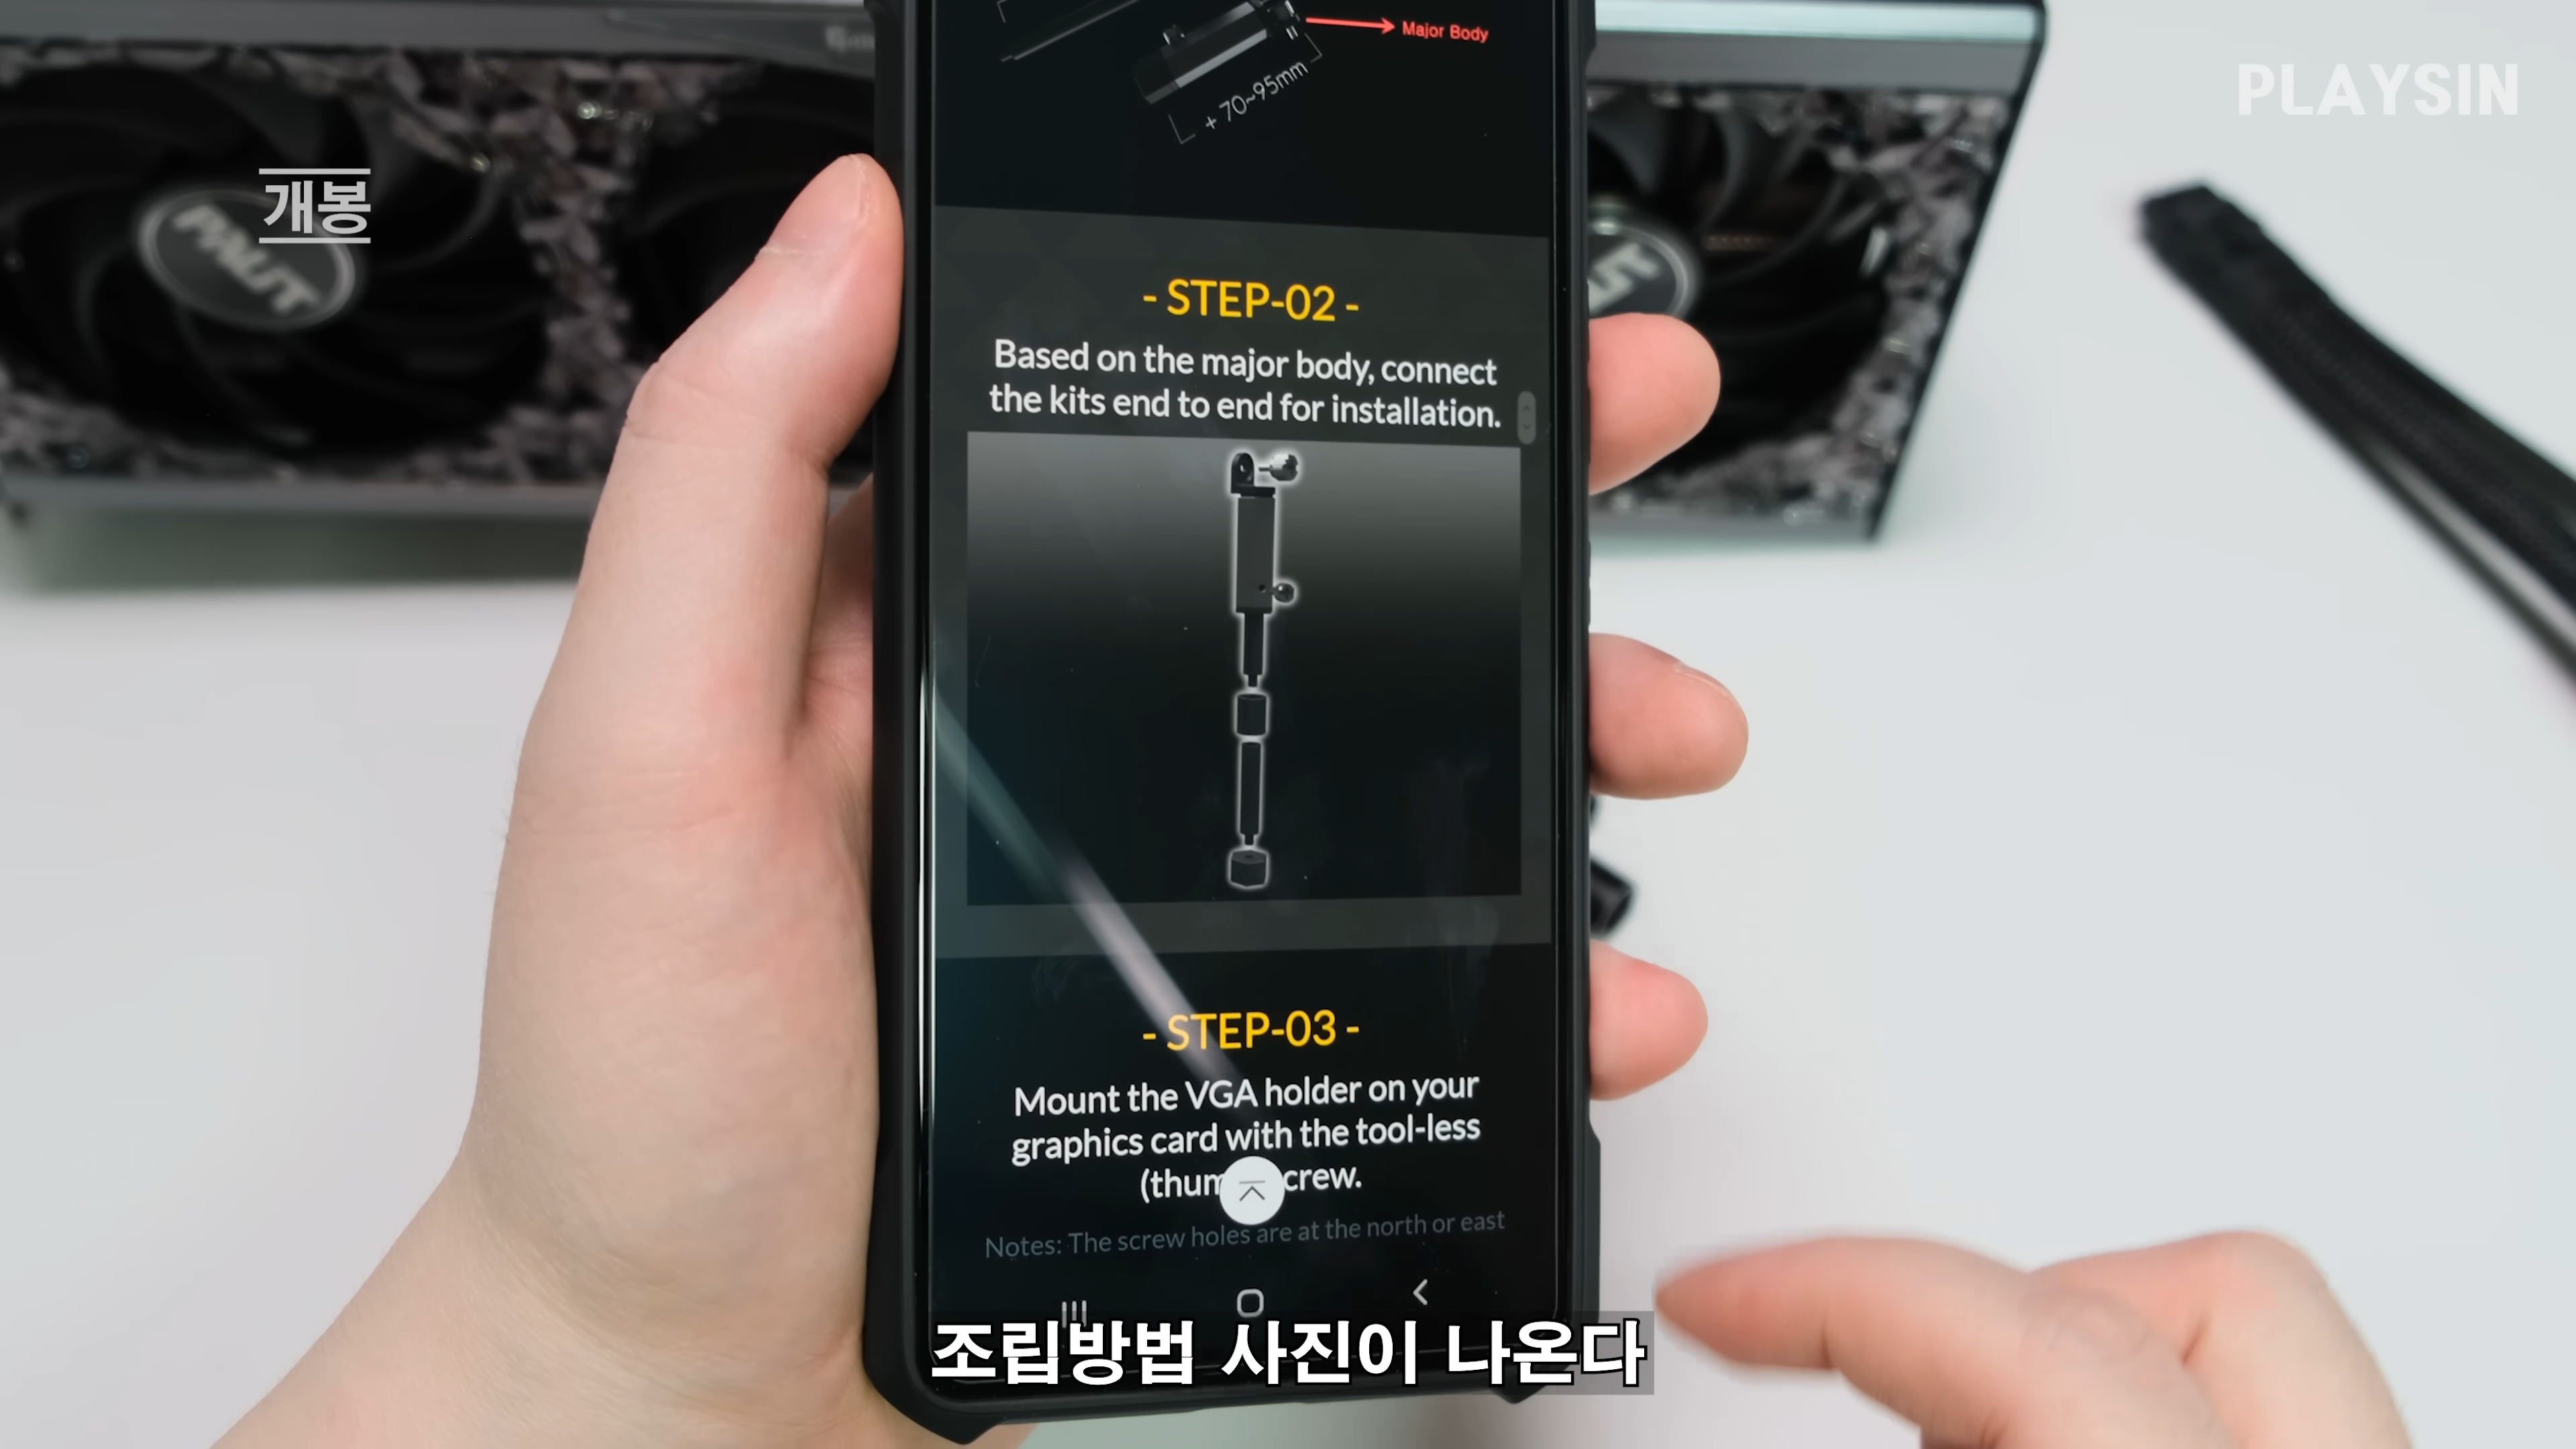 PLAYSIN
개봉
PALIT
Major Body
+ 70~95mm
- STEP-02 -
Based on the major body, connect
the kits end to end for installation.
- STEP-03 -
Mount the VGA holder on your
graphics card with the tool-less
Notes: The screw holes are at the north or east
조립방법 사진이 나온다